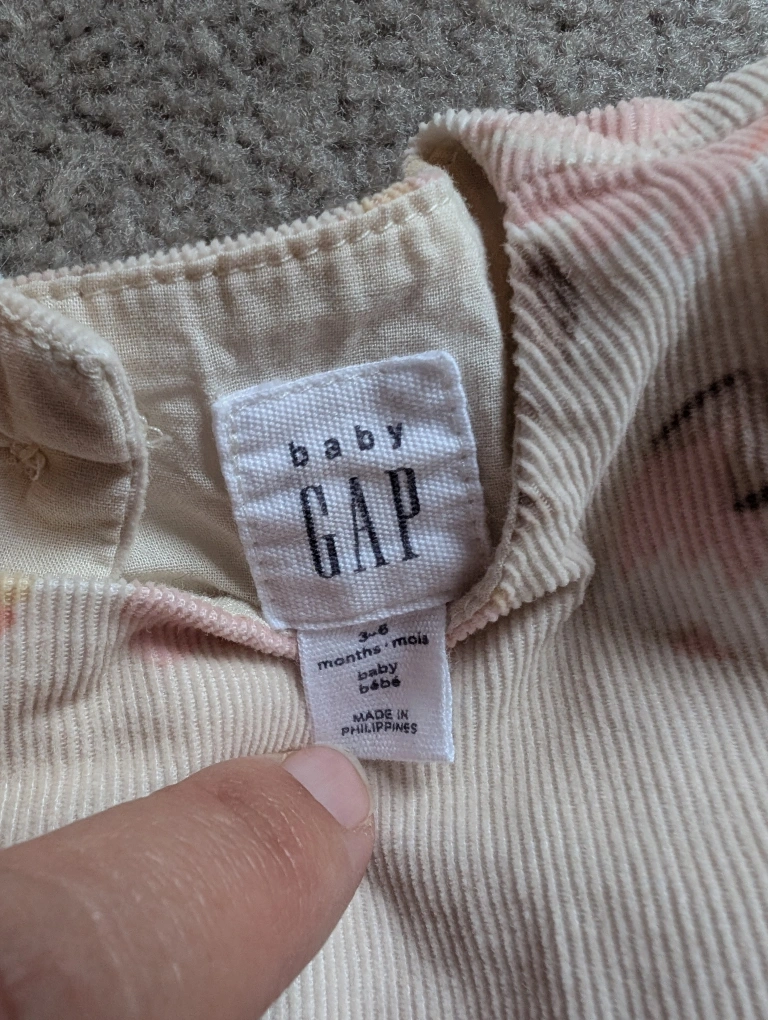 baby
GAP
3-6
months · mois
baby
bébé
MADE IN
PHILIPPINES